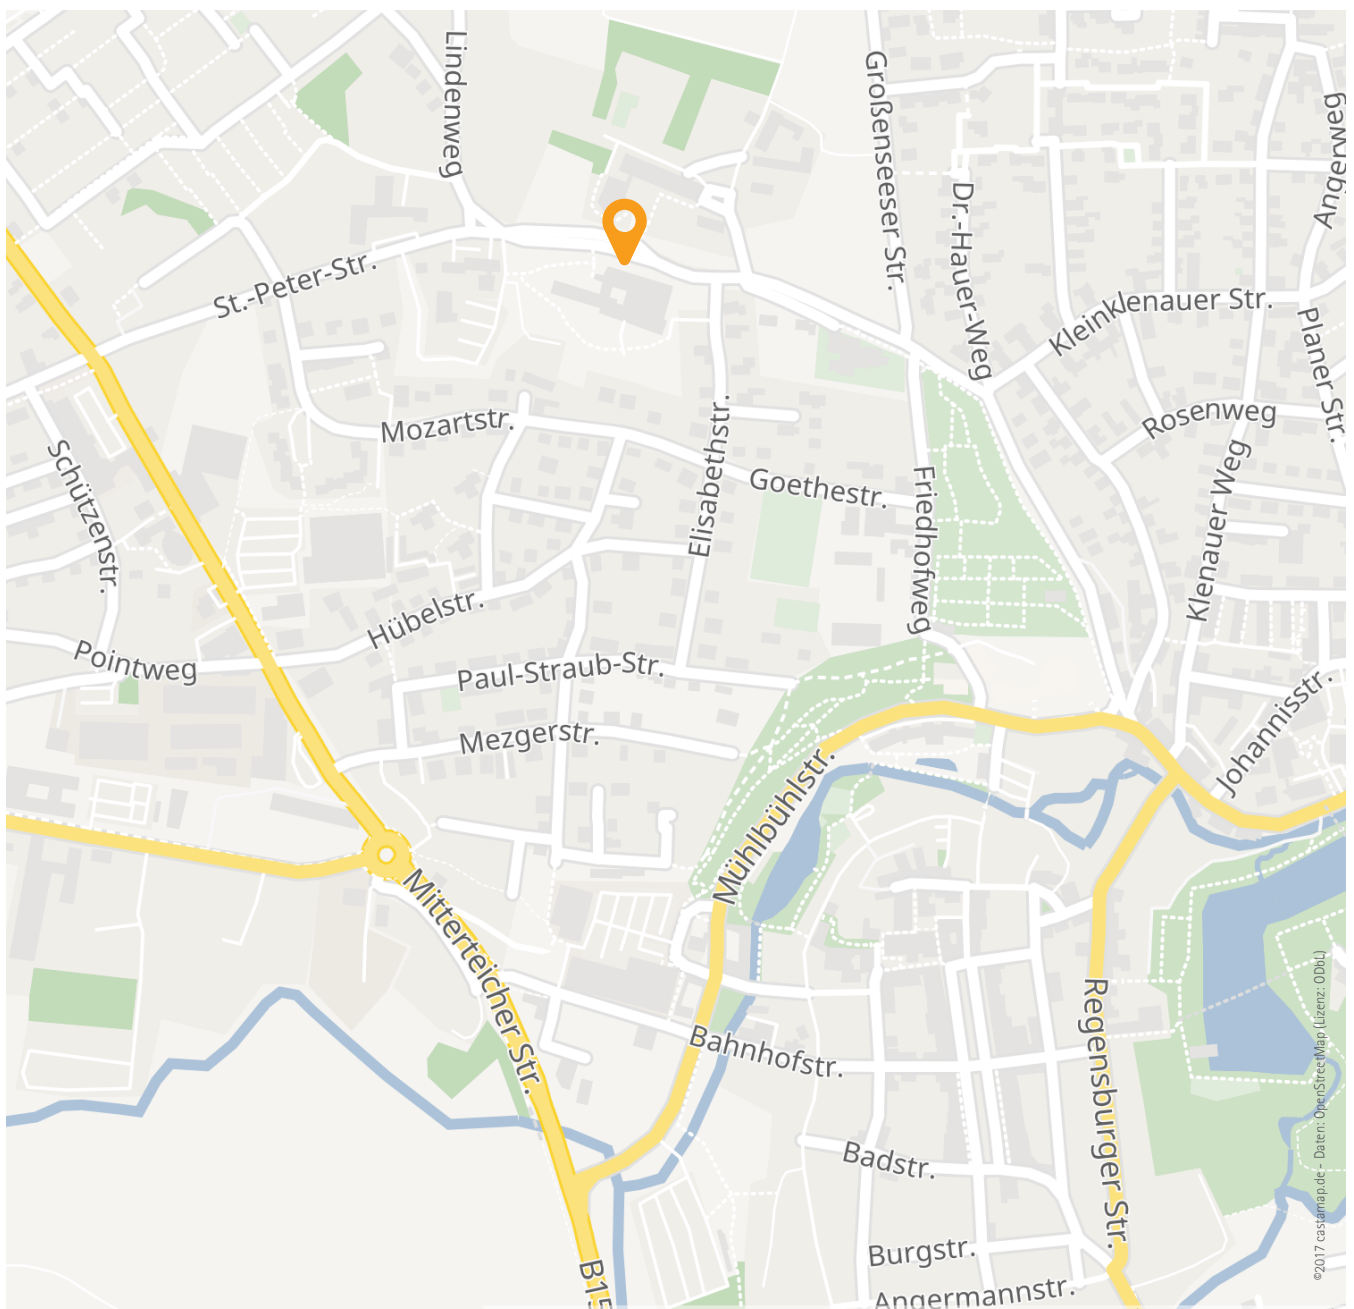 Lindenweg
Großenseeser Str.
Dr.-Hauer-Weg
Angerweg
St.-Peter-Str.
Kleinklenauer Str.
Planer Str.
Mozartstr.
Rosenweg
Schützenstr.
Elisabethstr.
Goethestr.
Friedhofweg
Klenauer Weg
Hübelstr.
Pointweg
Paul-Straub-Str.
Mezgerstr.
Johannisstr.
Mühlbühlstr.
Mitterteicher Str.
Bahnhofstr.
Regensburger Str.
Badstr.
Burgstr.
Angermannstr.
B15
©2017 castamap.de - Daten: OpenStreetMap (Lizenz: ODbL)